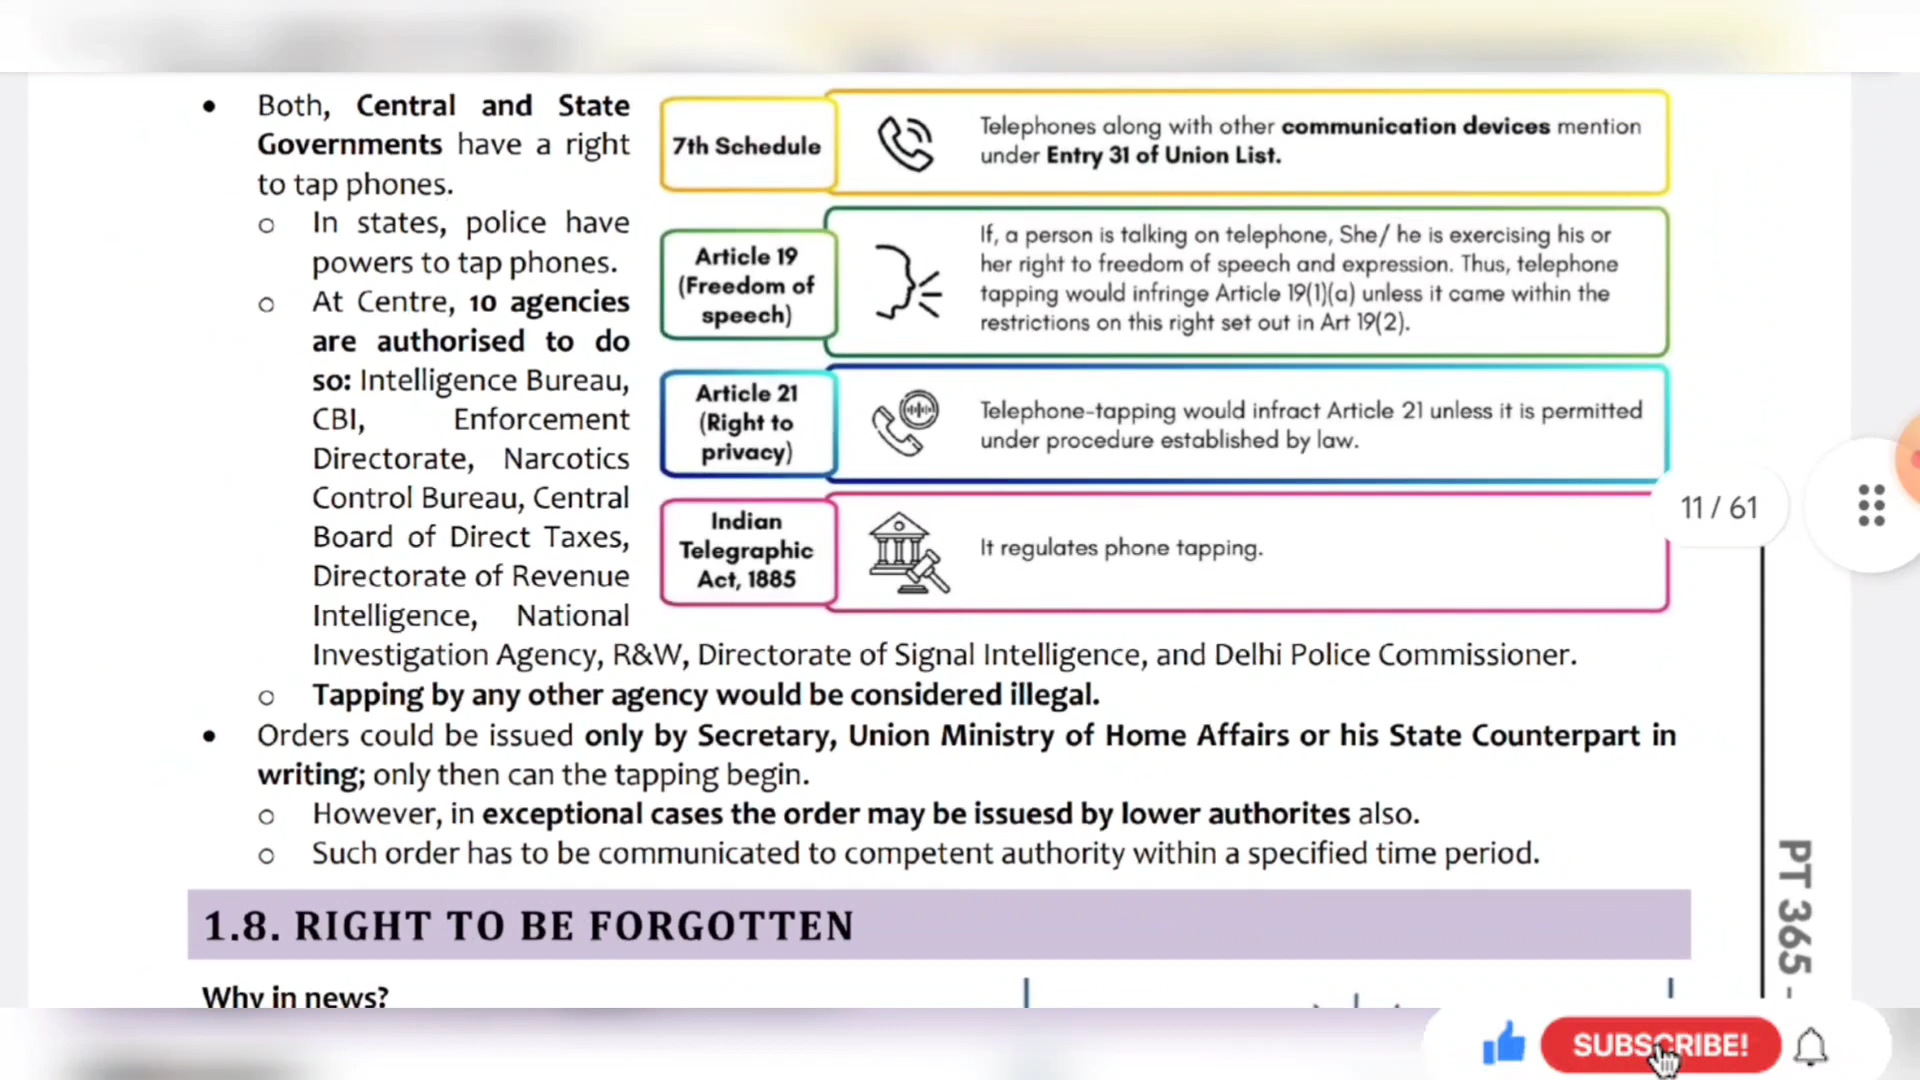 Both, Central and State
Governments have a right
to tap phones.
In states, police have
powers to tap phones.
At Centre, 10 agencies
are authorised to do
so: Intelligence Bureau,
CBI, Enforcement
Directorate, Narcotics
Control Bureau, Central
Board of Direct Taxes,
Directorate of Revenue
Intelligence, National
Investigation Agency, R&W, Directorate of Signal Intelligence, and Delhi Police Commissioner.
Tapping by any other agency would be considered illegal.
Orders could be issued only by Secretary, Union Ministry of Home Affairs or his State Counterpart in
writing; only then can the tapping begin.
However, in exceptional cases the order may be issuesd by lower authorites also.
Such order has to be communicated to competent authority within a specified time period.
7th Schedule
Telephones along with other communication devices mention
under Entry 31 of Union List.
Article 19
(Freedom of
speech)
If, a person is talking on telephone, She/ he is exercising his or
her right to freedom of speech and expression. Thus, telephone
tapping would infringe Article 19(1)(a) unless it came within the
restrictions on this right set out in Art 19(2).
Article 21
(Right to
privacy)
Telephone-tapping would infract Article 21 unless it is permitted
under procedure established by law.
Indian
Telegraphic
Act, 1885
It regulates phone tapping.
11 / 61
1.8. RIGHT TO BE FORGOTTEN
Why in news?
PT 365 -
SUBSCRIBE!